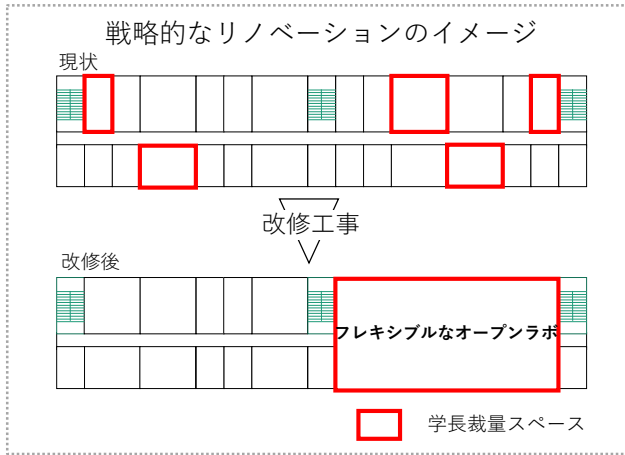 戦略的なリノベーションのイメージ
現状
改修工事
改修後
フレキシブルなオープンラボ
学長裁量スペース